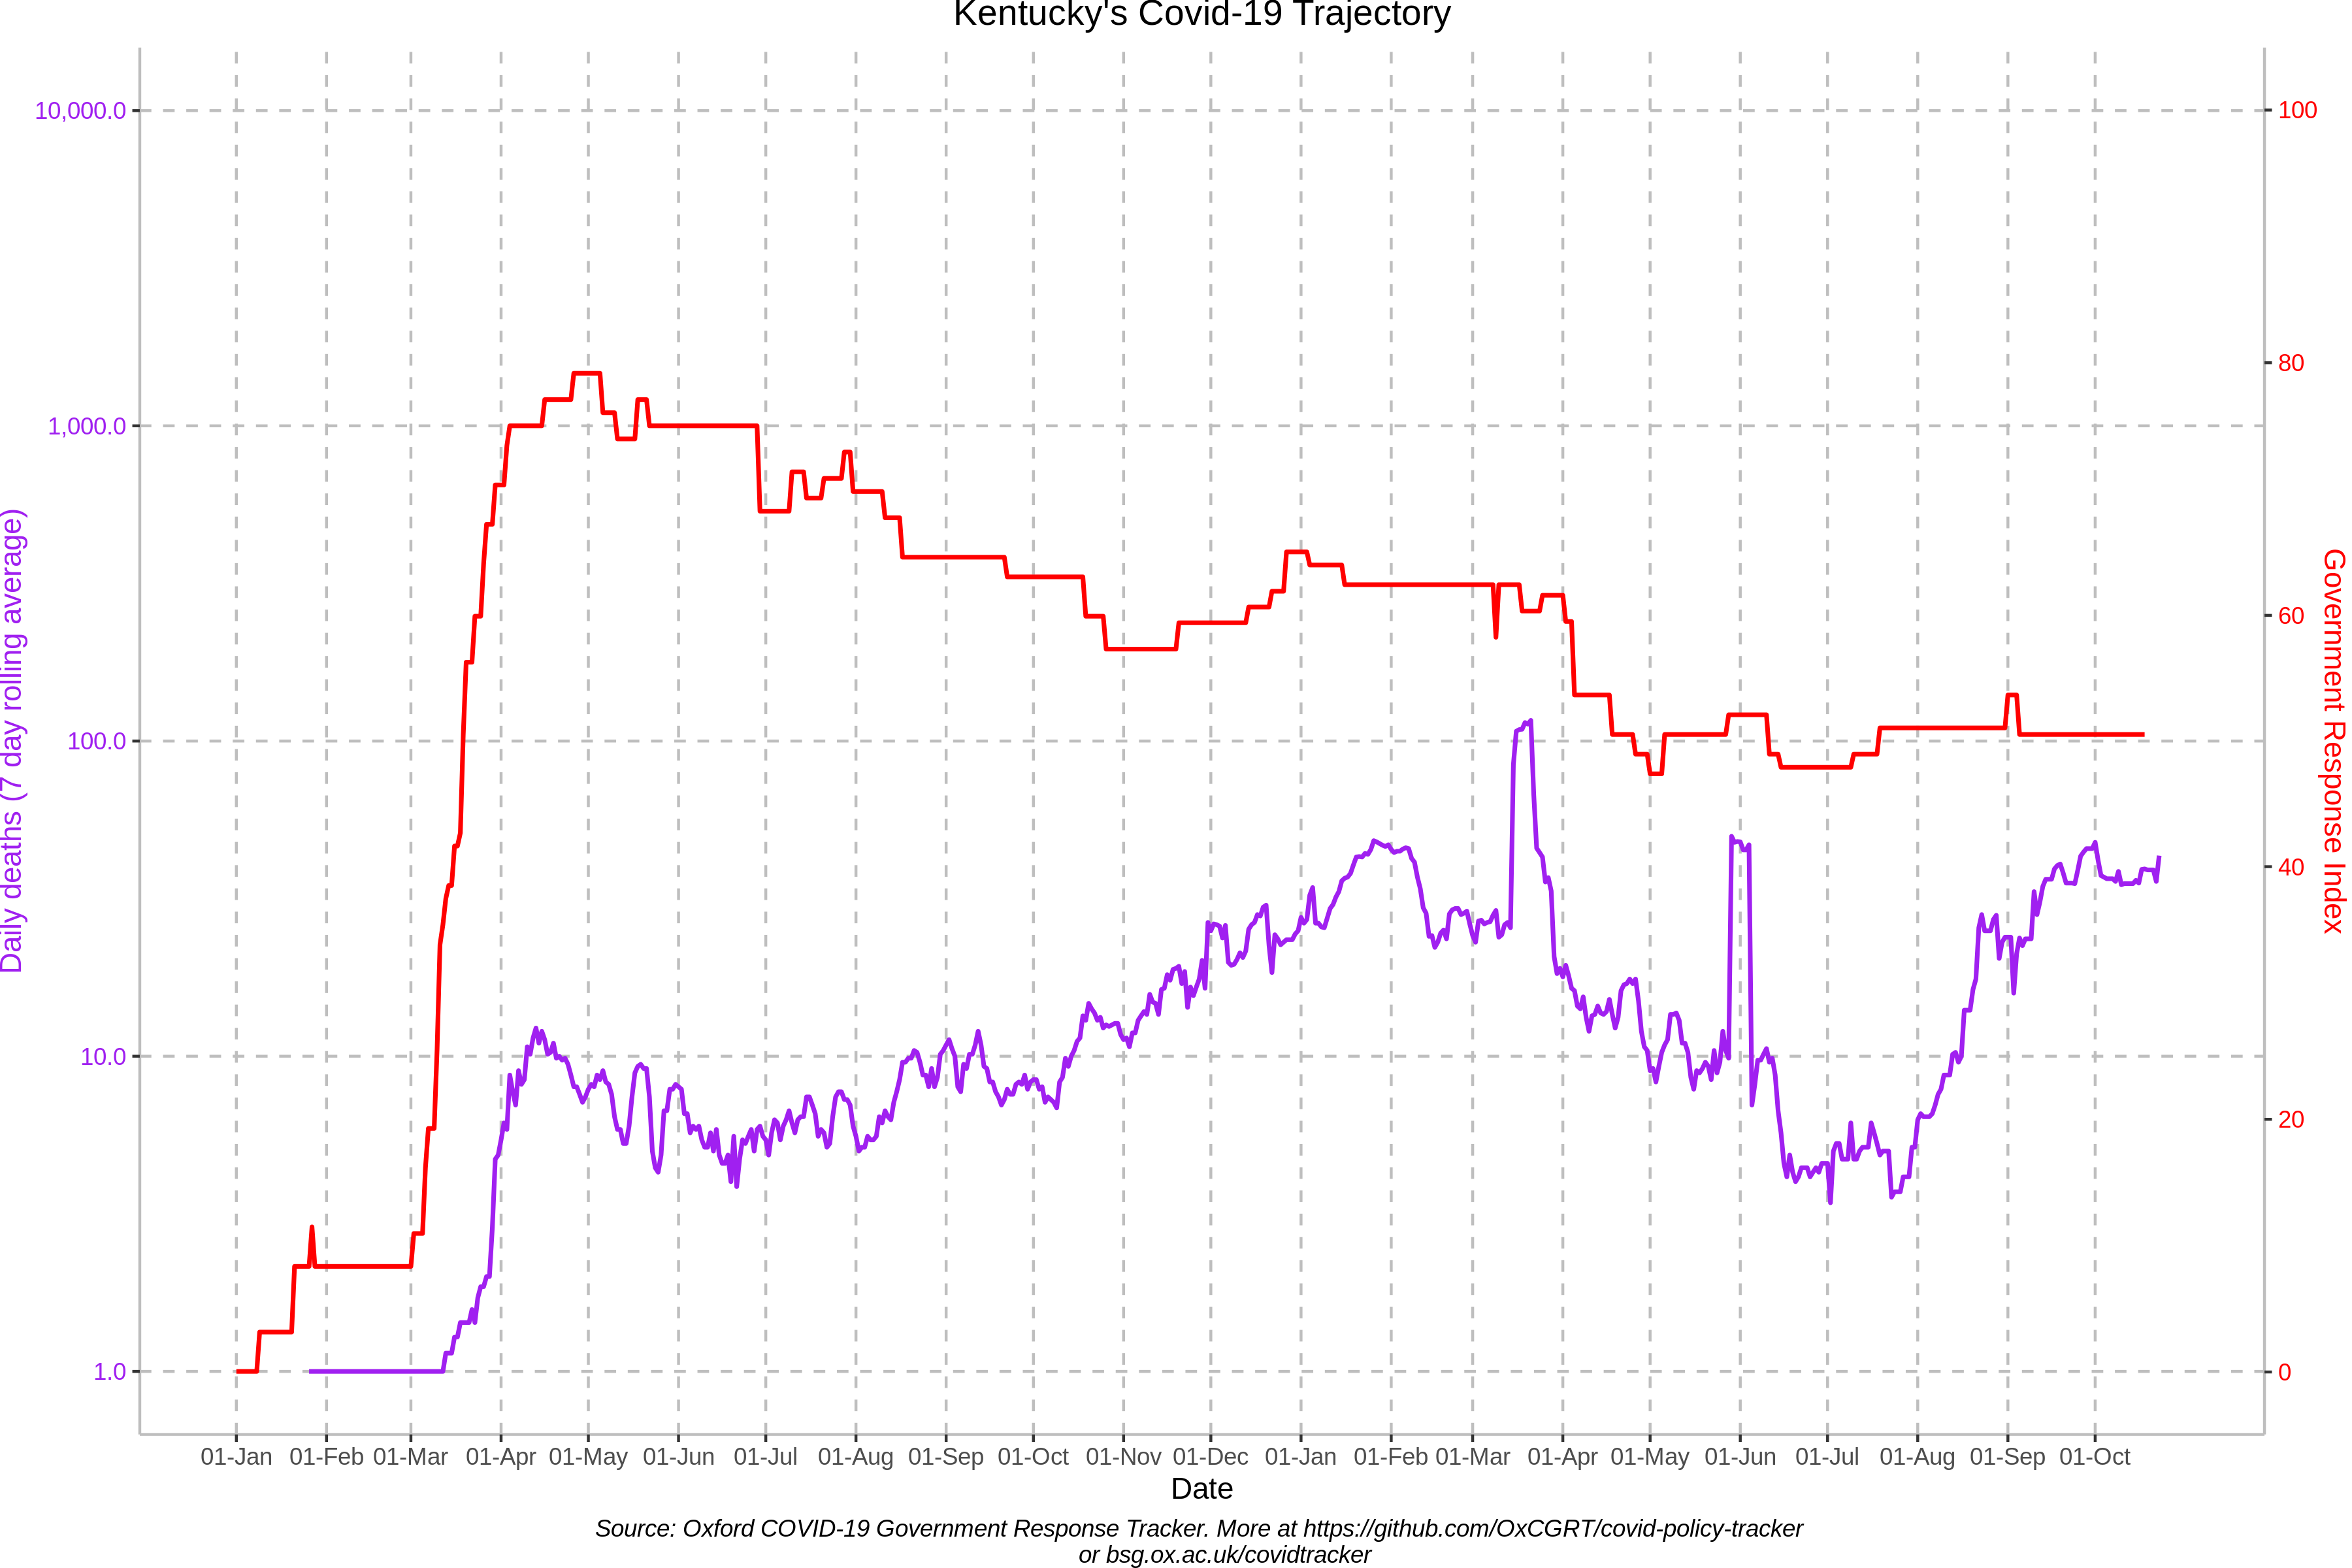 Kentucky's Covid-19 Trajectory
10,000.0
1,000.0
100.0
10.0
1.0
Daily deaths (7 day rolling average)
100
80
60
40
20
0
Government Response Index
01-Jan 01-Feb 01-Mar 01-Apr 01-May 01-Jun 01-Jul 01-Aug 01-Sep 01-Oct 01-Nov 01-Dec 01-Jan 01-Feb 01-Mar 01-Apr 01-May 01-Jun 01-Jul 01-Aug 01-Sep 01-Oct
Date
Source: Oxford COVID-19 Government Response Tracker. More at https://github.com/OxCGRT/covid-policy-tracker
or bsg.ox.ac.uk/covidtracker